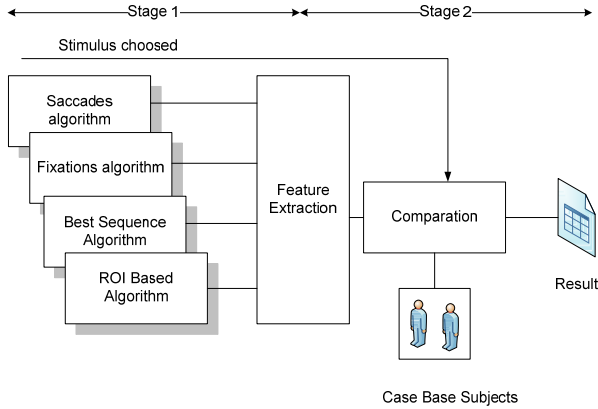 Stage 1
Stage 2
Stimulus choosed
Saccades
algorithm
Fixations algorithm
Best Sequence
Algorithm
ROI Based
Algorithm
Feature
Extraction
Comparation
Result
Case Base Subjects